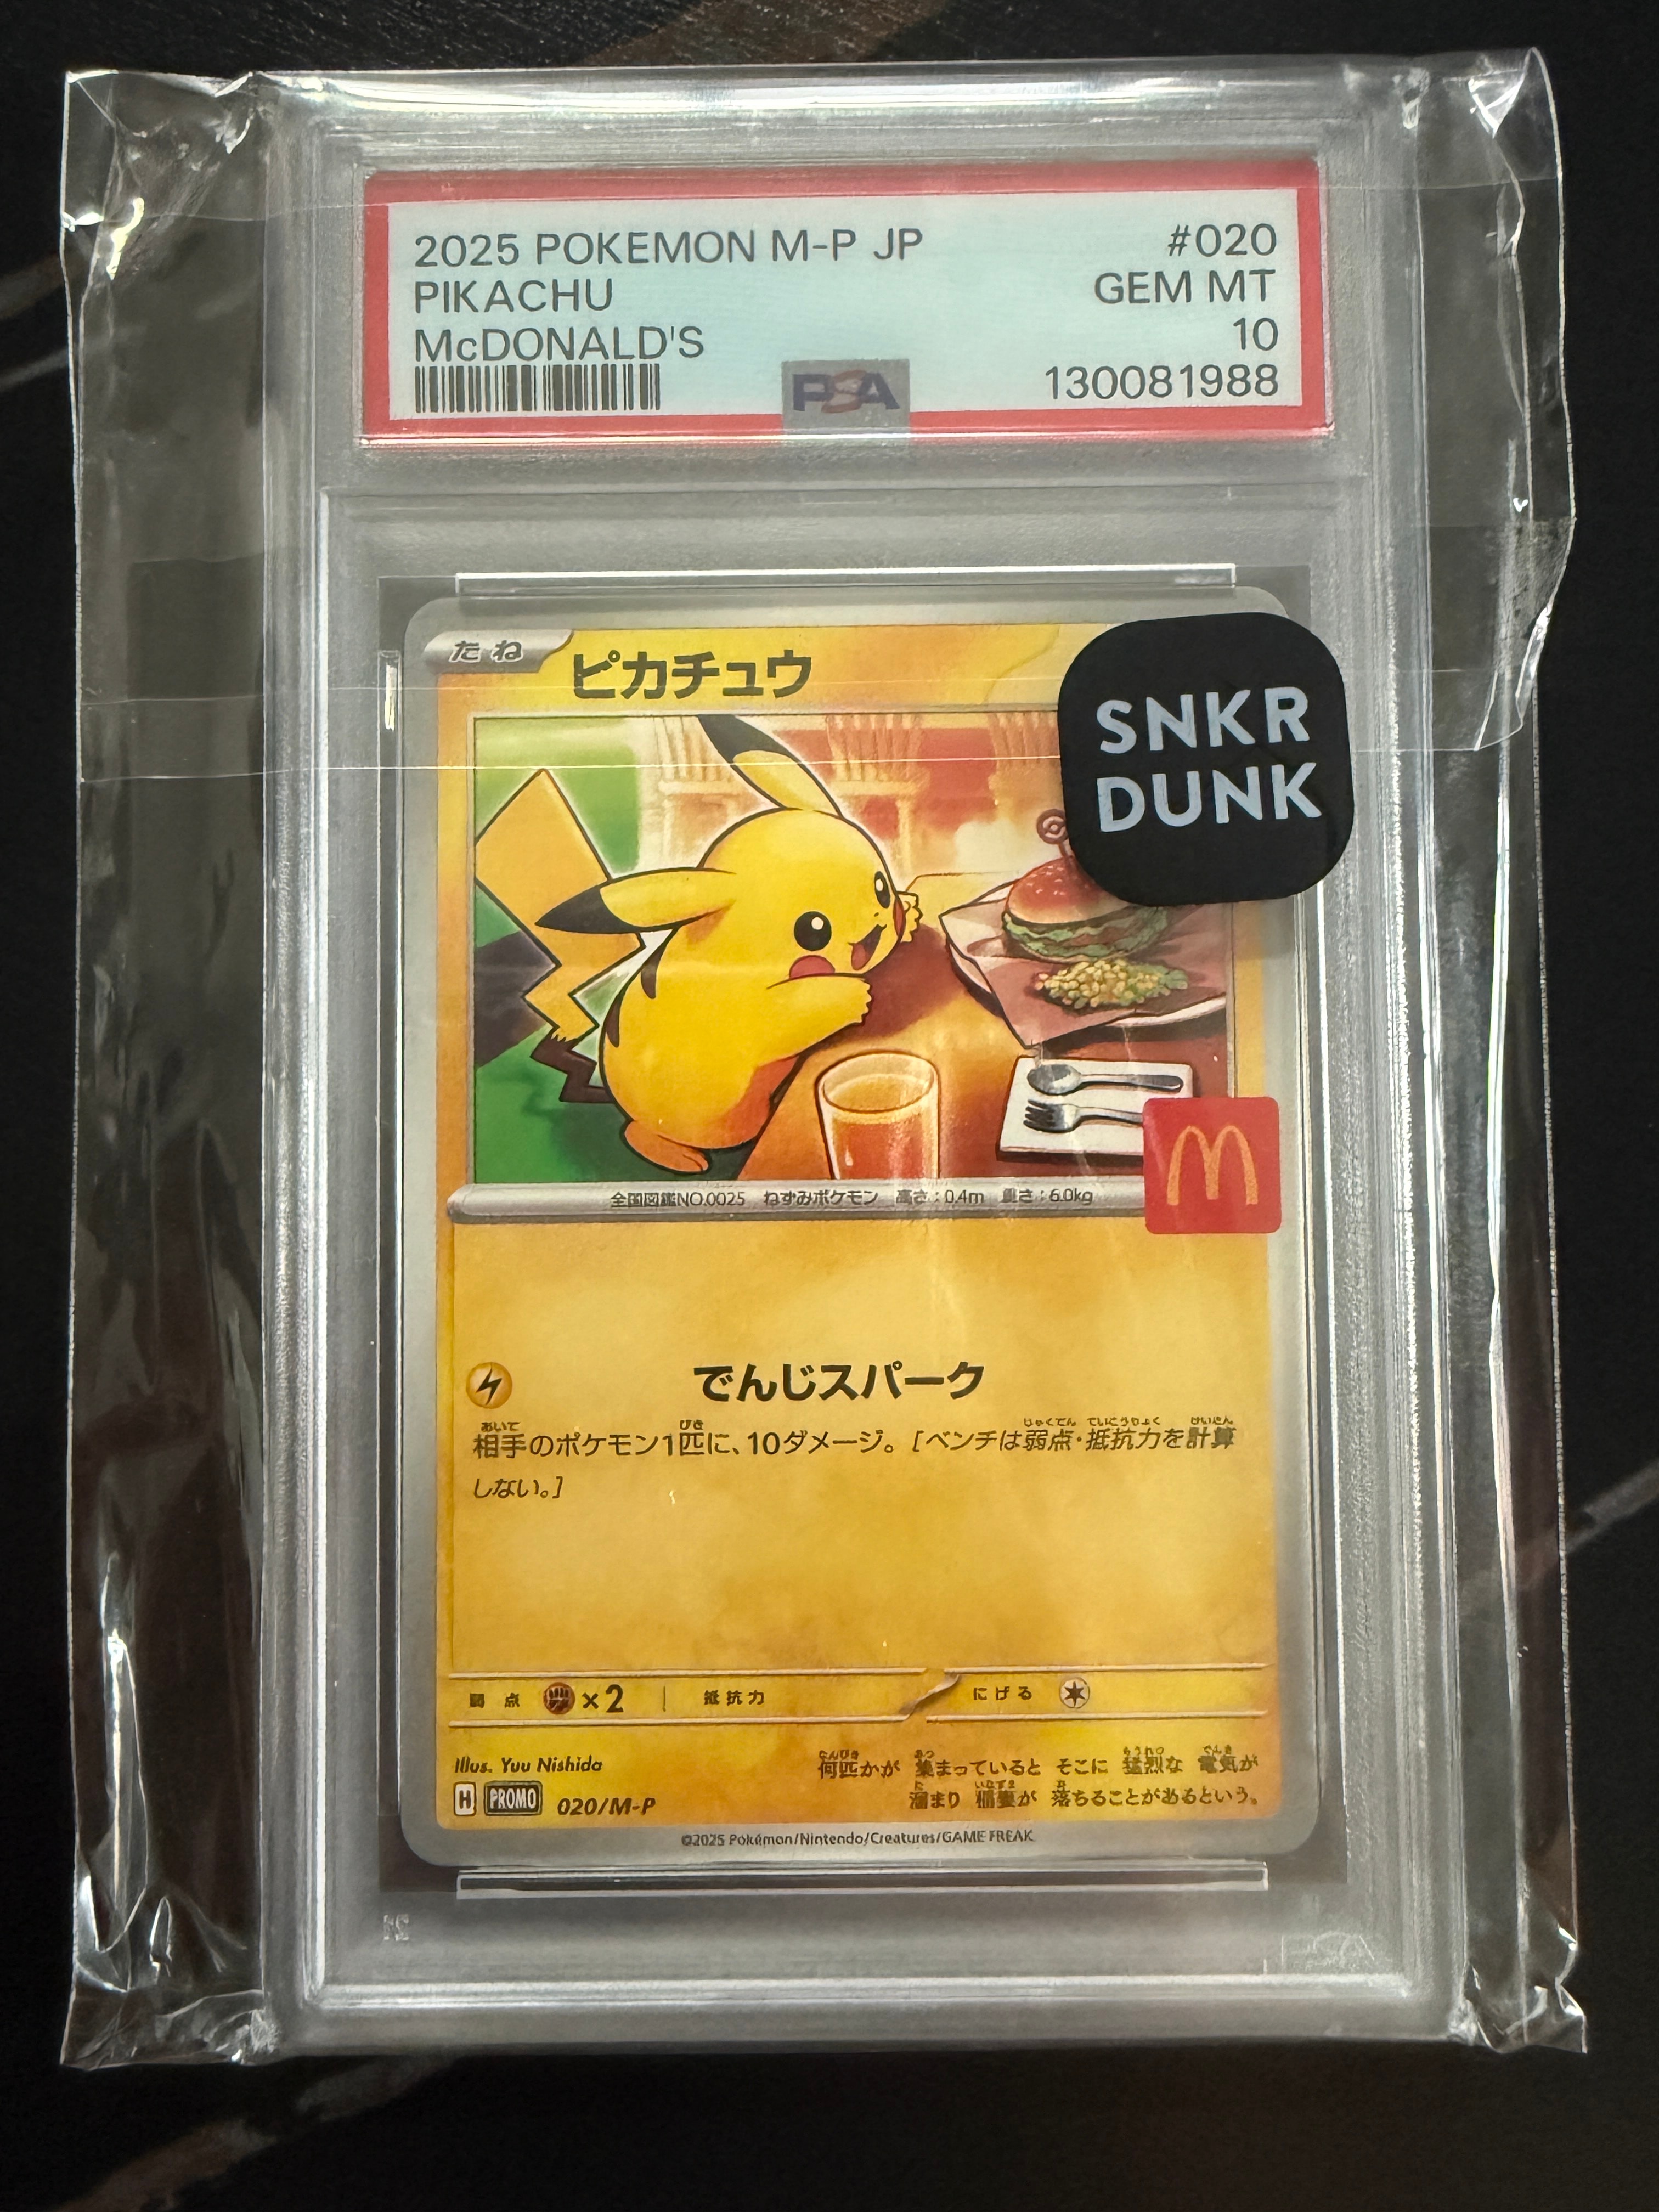 2025 POKEMON M-P JP #020
PIKACHU GEM MT
McDONALD'S 10
PSA 130081988
たね ピカチュウ
SNKR
DUNK
全国図鑑NO.0025 ねずみポケモン 高さ：0.4m 重さ：6.0kg
でんじスパーク
相手のポケモン1匹に、10ダメージ。[ベンチは弱点・抵抗力を計算
しない。]
弱点 ×2 抵抗力 にげる
Illus. Yuu Nishida
何匹かが 集まっていると そこに 猛烈な 電気が
溜まり 稲妻が 落ちることがあるという。
H PROMO 020/M-P
©2025 Pokémon/Nintendo/Creatures/GAME FREAK